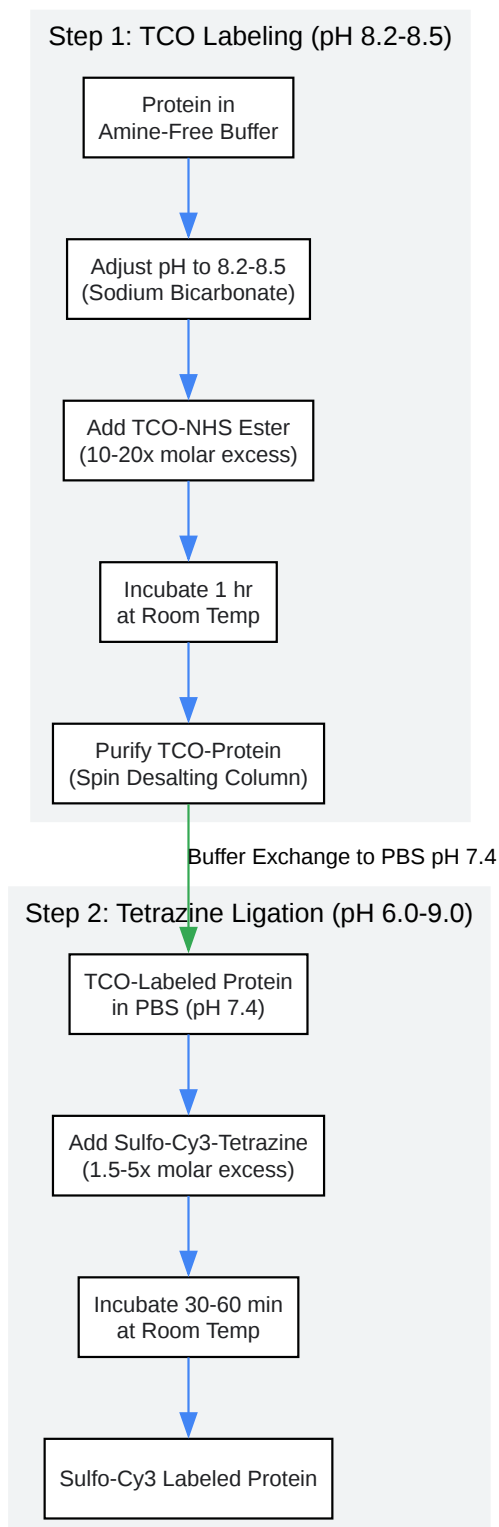 Step 1: TCO Labeling (pH 8.2-8.5)
Protein in
Amine-Free Buffer
Adjust pH to 8.2-8.5
(Sodium Bicarbonate)
Add TCO-NHS Ester
(10-20x molar excess)
Incubate 1 hr
at Room Temp
Purify TCO-Protein
(Spin Desalting Column)
Buffer Exchange to PBS pH 7.4
Step 2: Tetrazine Ligation (pH 6.0-9.0)
TCO-Labeled Protein
in PBS (pH 7.4)
Add Sulfo-Cy3-Tetrazine
(1.5-5x molar excess)
Incubate 30-60 min
at Room Temp
Sulfo-Cy3 Labeled Protein